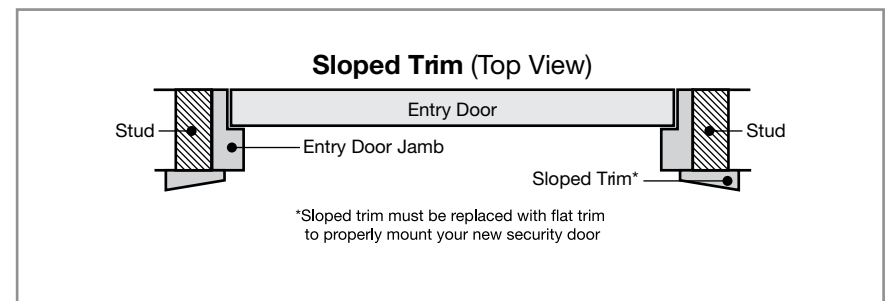 Sloped Trim (Top View)
Entry Door
Stud
Stud
Entry Door Jamb
Sloped Trim*
*Sloped trim must be replaced with flat trim
to properly mount your new security door